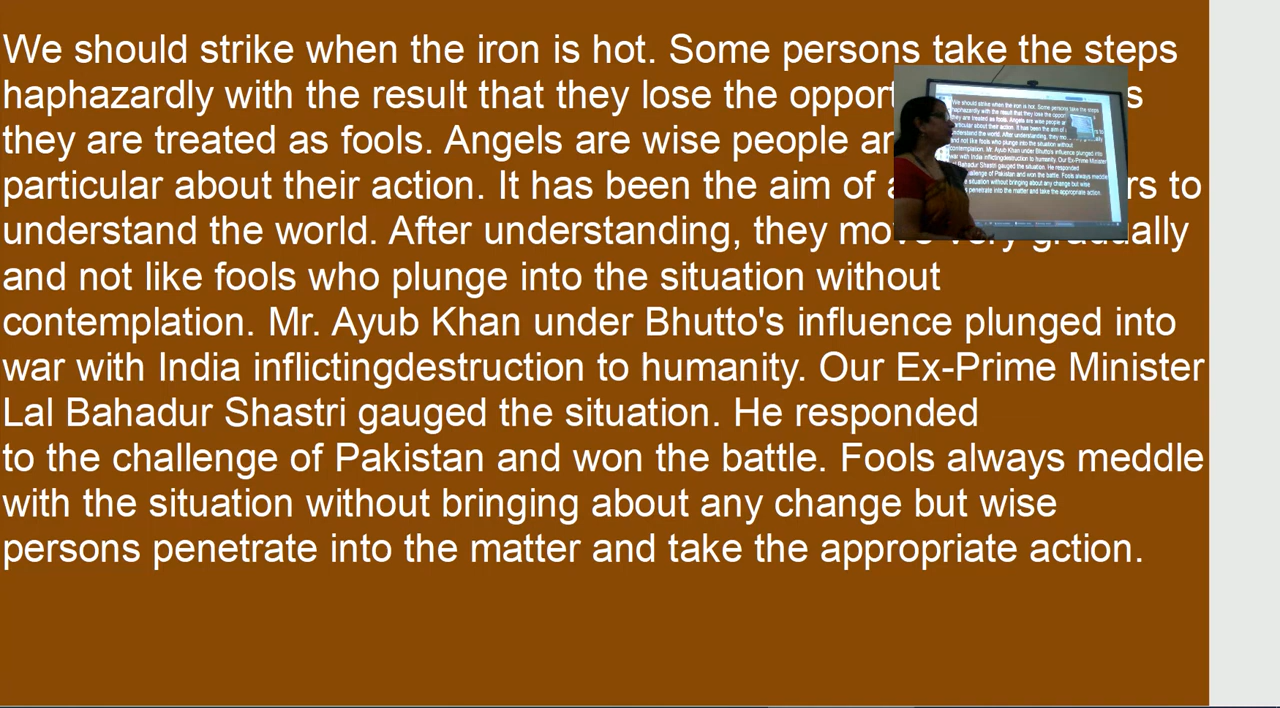 We should strike when the iron is hot. Some persons take the steps
haphazardly with the result that they lose the
they are treated as fools. Angels are wise people
particular about their action. It has been the aim of to
understand the world. After understanding, they move very gradually
and not like fools who plunge into the situation without
contemplation. Mr. Ayub Khan under Bhutto's influence plunged into
war with India inflictingdestruction to humanity. Our Ex-Prime Minister
Lal Bahadur Shastri gauged the situation. He responded
to the challenge of Pakistan and won the battle. Fools always meddle
with the situation without bringing about any change but wise
persons penetrate into the matter and take the appropriate action.